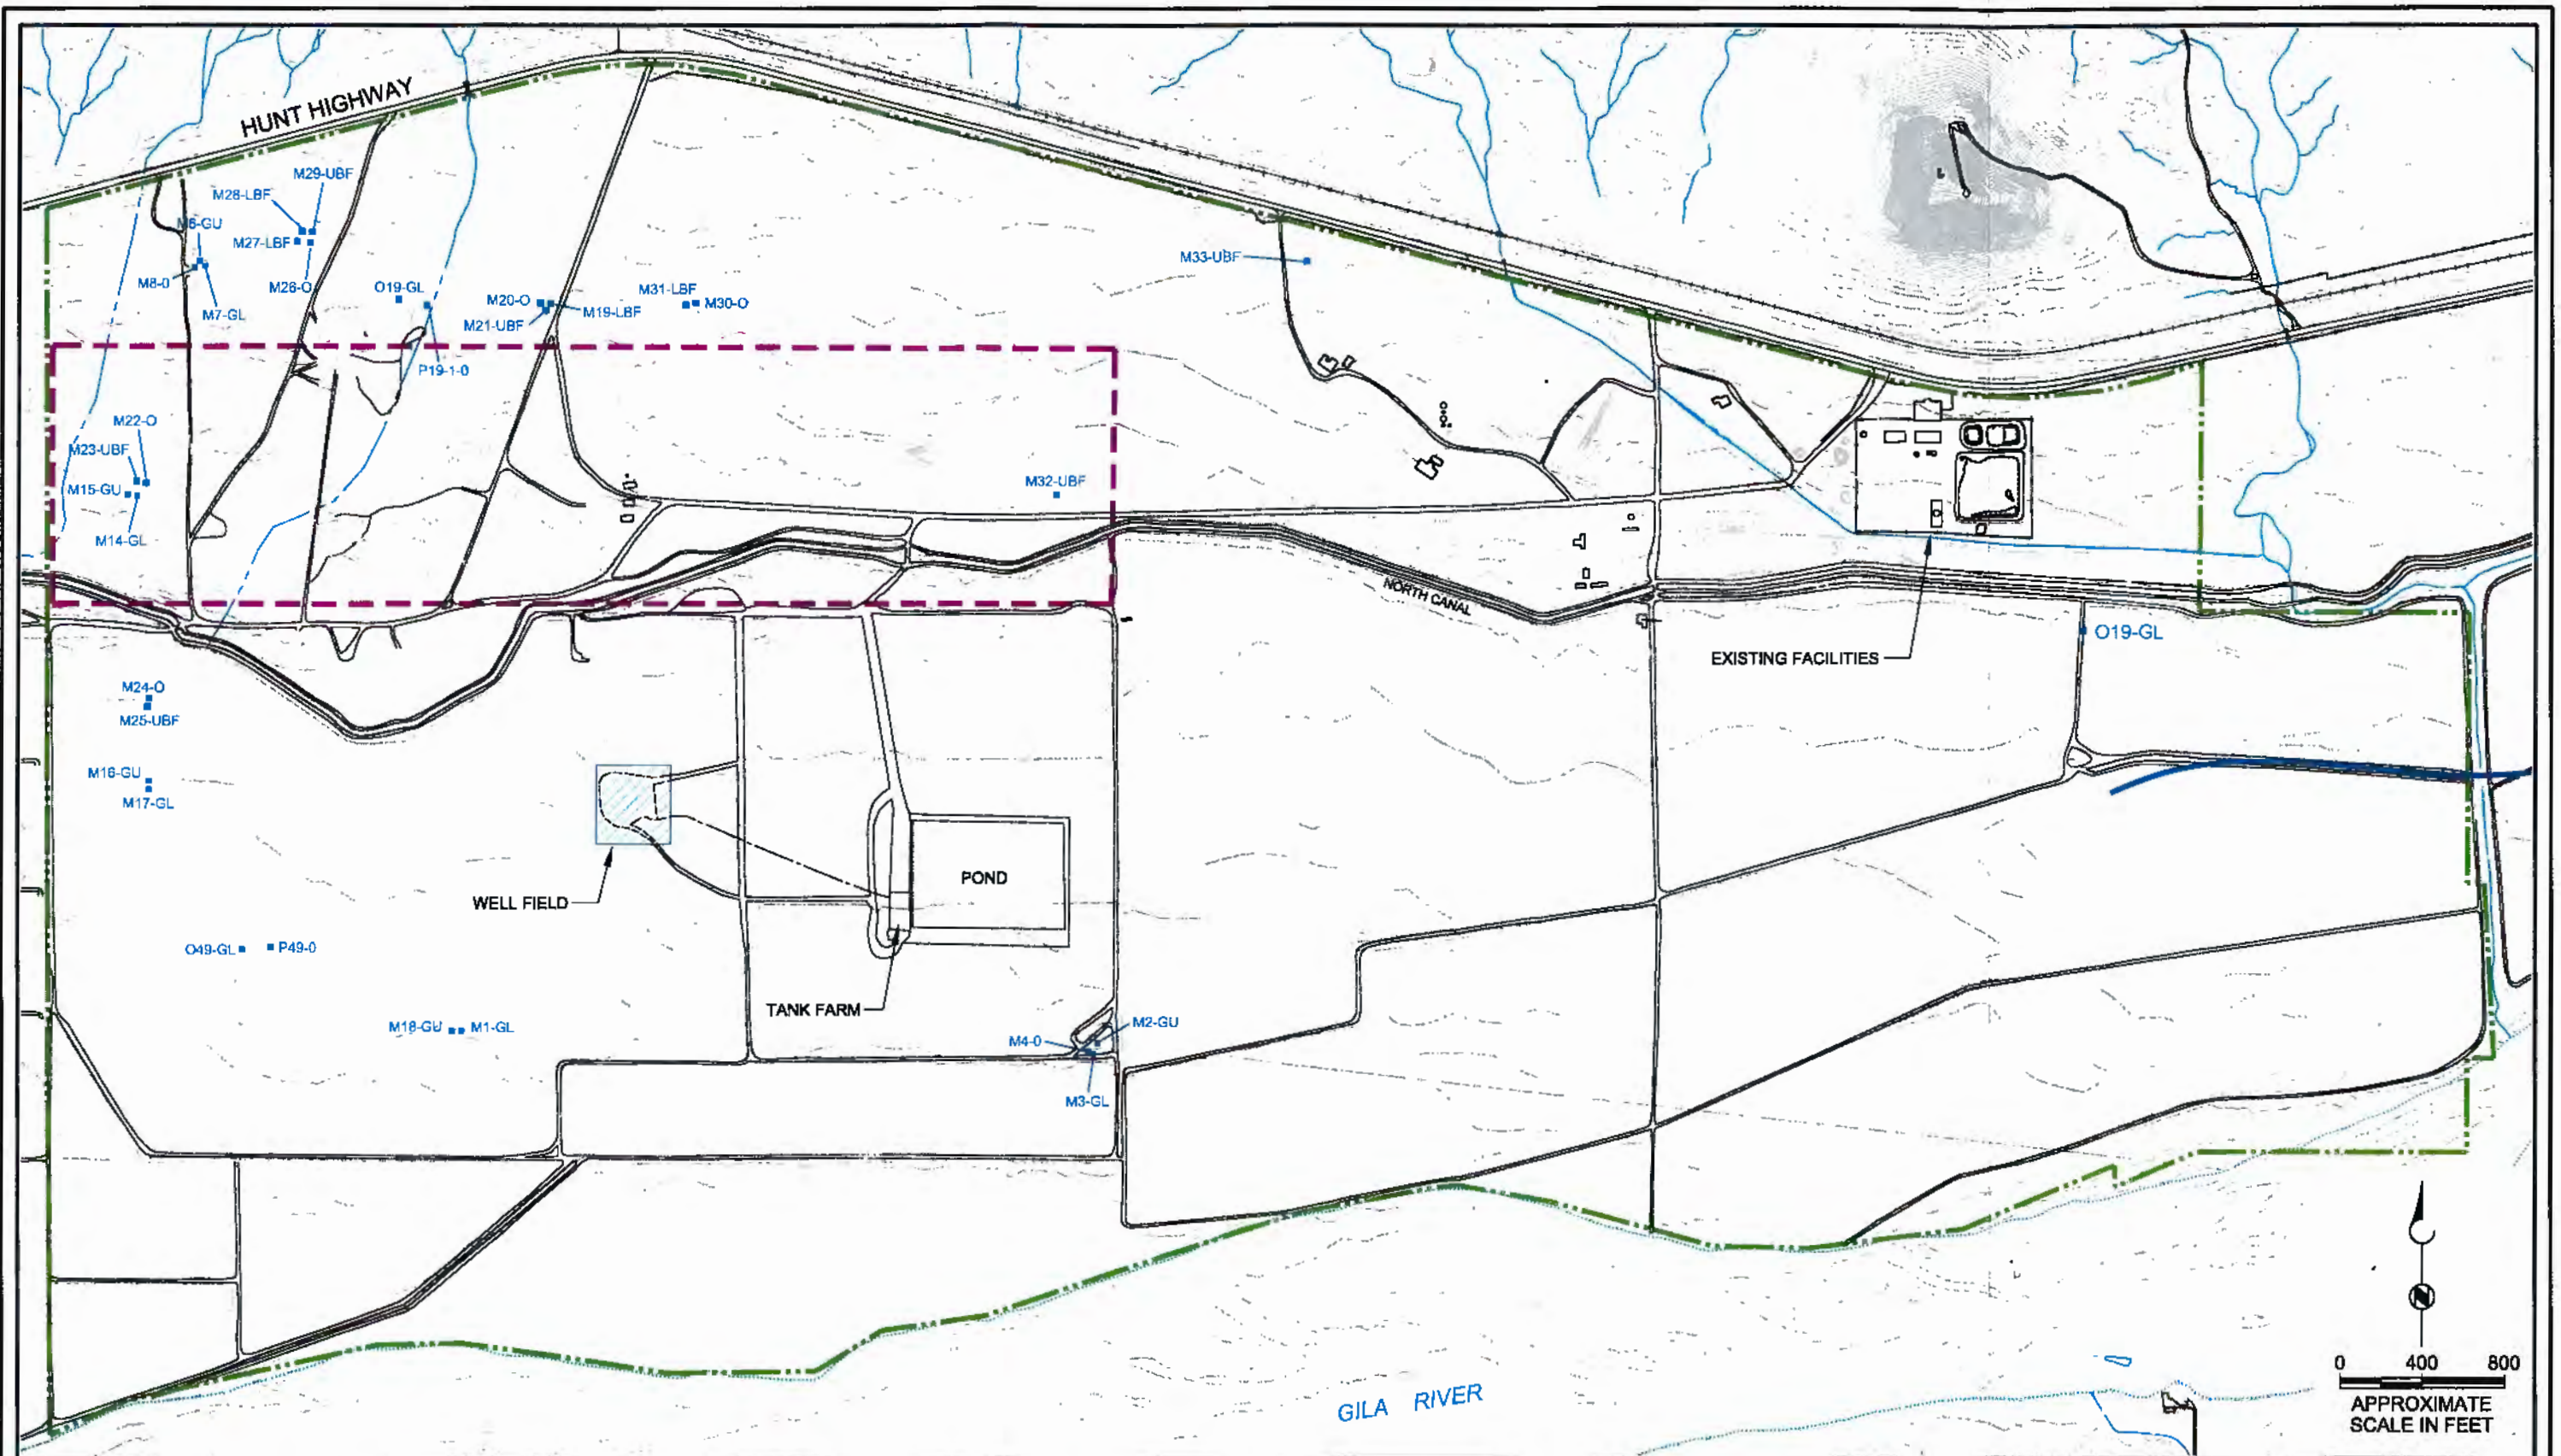 HUNT HIGHWAY
M29-UBF
M28-LBF
M6-GU
M27-LBF
M33-UBF
M8-0
M26-O
O19-GL
M31-LBF
M20-O
M30-O
M7-GL
M19-LBF
M21-UBF
P19-1-0
M22-O
M23-UBF
M32-UBF
M15-GU
M14-GL
NORTH CANAL
O19-GL
EXISTING FACILITIES
M24-O
M25-UBF
M16-GU
M17-GL
POND
WELL FIELD
O49-GL
P49-0
TANK FARM
M18-GU
M1-GL
M2-GU
M4-0
M3-GL
0 400 800
APPROXIMATE
SCALE IN FEET
GILA RIVER
N